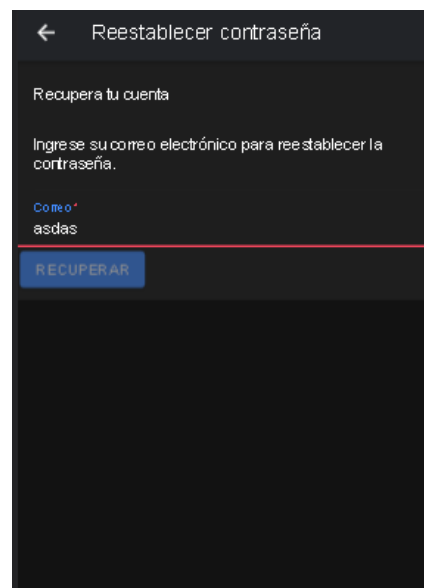 Reestablecer contraseña
Recupera tu cuenta
Ingrese su correo electrónico para reestablecer la
contraseña.
Correo*
asdas
RECUPERAR